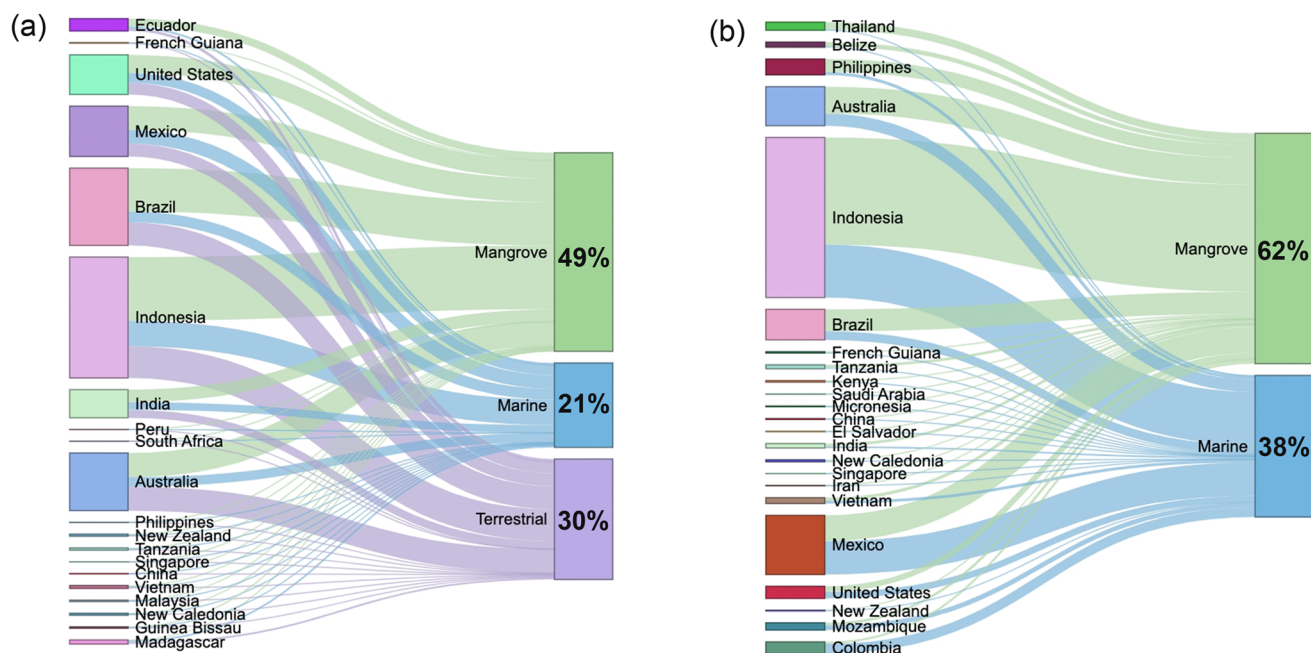 (a)
Ecuador
French Guiana
United States
Mexico
Brazil
Indonesia
India
Peru
South Africa
Australia
Philippines
New Zealand
Tanzania
Singapore
China
Vietnam
Malaysia
New Caledonia
Guinea Bissau
Madagascar
Mangrove
49%
Marine
21%
Terrestrial
30%
(b)
Thailand
Belize
Philippines
Australia
Indonesia
Brazil
French Guiana
Tanzania
Kenya
Saudi Arabia
Micronesia
China
El Salvador
India
New Caledonia
Singapore
Iran
Vietnam
Mexico
United States
New Zealand
Mozambique
Colombia
Mangrove
62%
Marine
38%